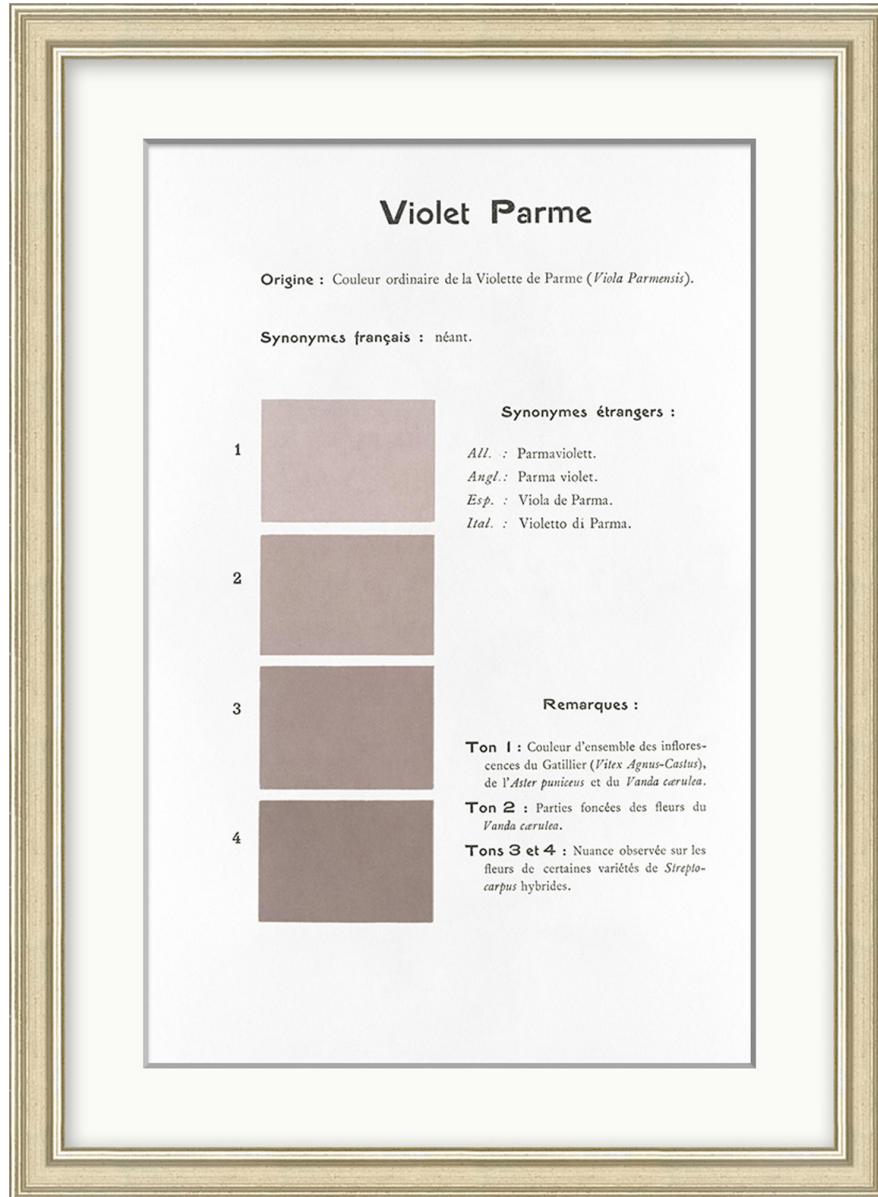 Violet Parme
Origine : Couleur ordinaire de la Violette de Parme (Viola Parmensis).
Synonymes français : néant.
1
2
3
4
Synonymes étrangers :
All. : Parmaviolett.
Angl. : Parma violet.
Esp. : Viola de Parma.
Ital. : Violetto di Parma.
Remarques :
Ton 1 : Couleur d'ensemble des inflores-
cences du Gatillier (Vitex Agnus-Castus),
de l'Aster puniceus et du Vanda cærulea.
Ton 2 : Parties foncées des fleurs du
Vanda cærulea.
Tons 3 et 4 : Nuance observée sur les
fleurs de certaines variétés de Strepto-
carpus hybrides.